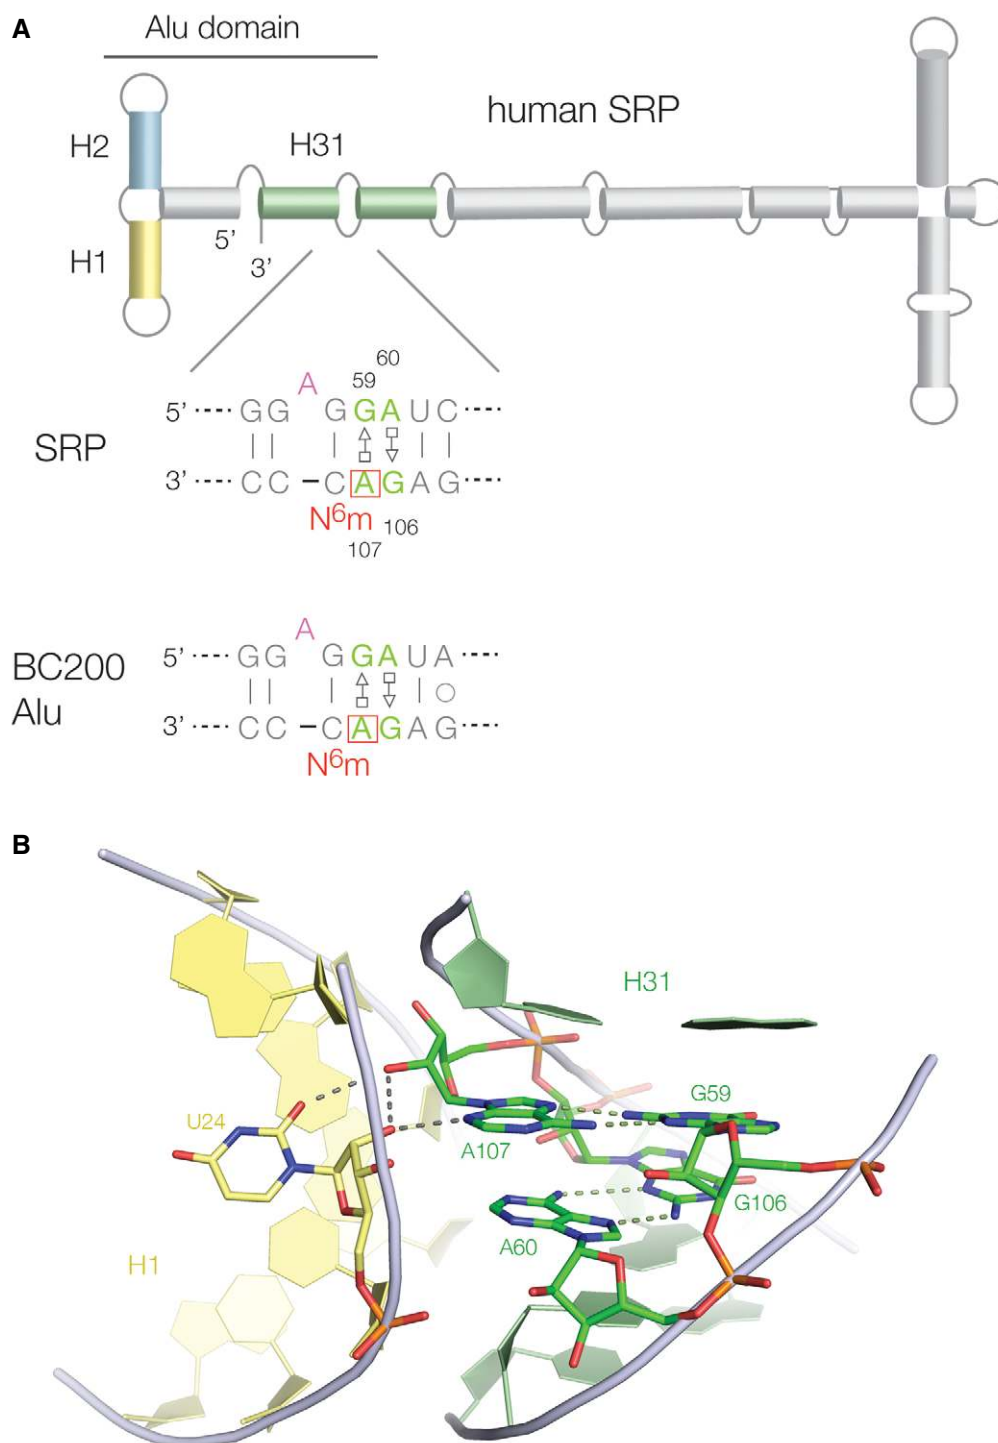 A
Alu domain
human SRP
H2
H31
H1
5'
3'
60
A 59
5' GG GGAUC
SRP
3' CC – CAGAG
N⁶m 106
107
A
5' GG GGAUA
BC200
Alu
3' CC – CAGAG
N⁶m
B
H31
U24
G59
A107
G106
A60
H1